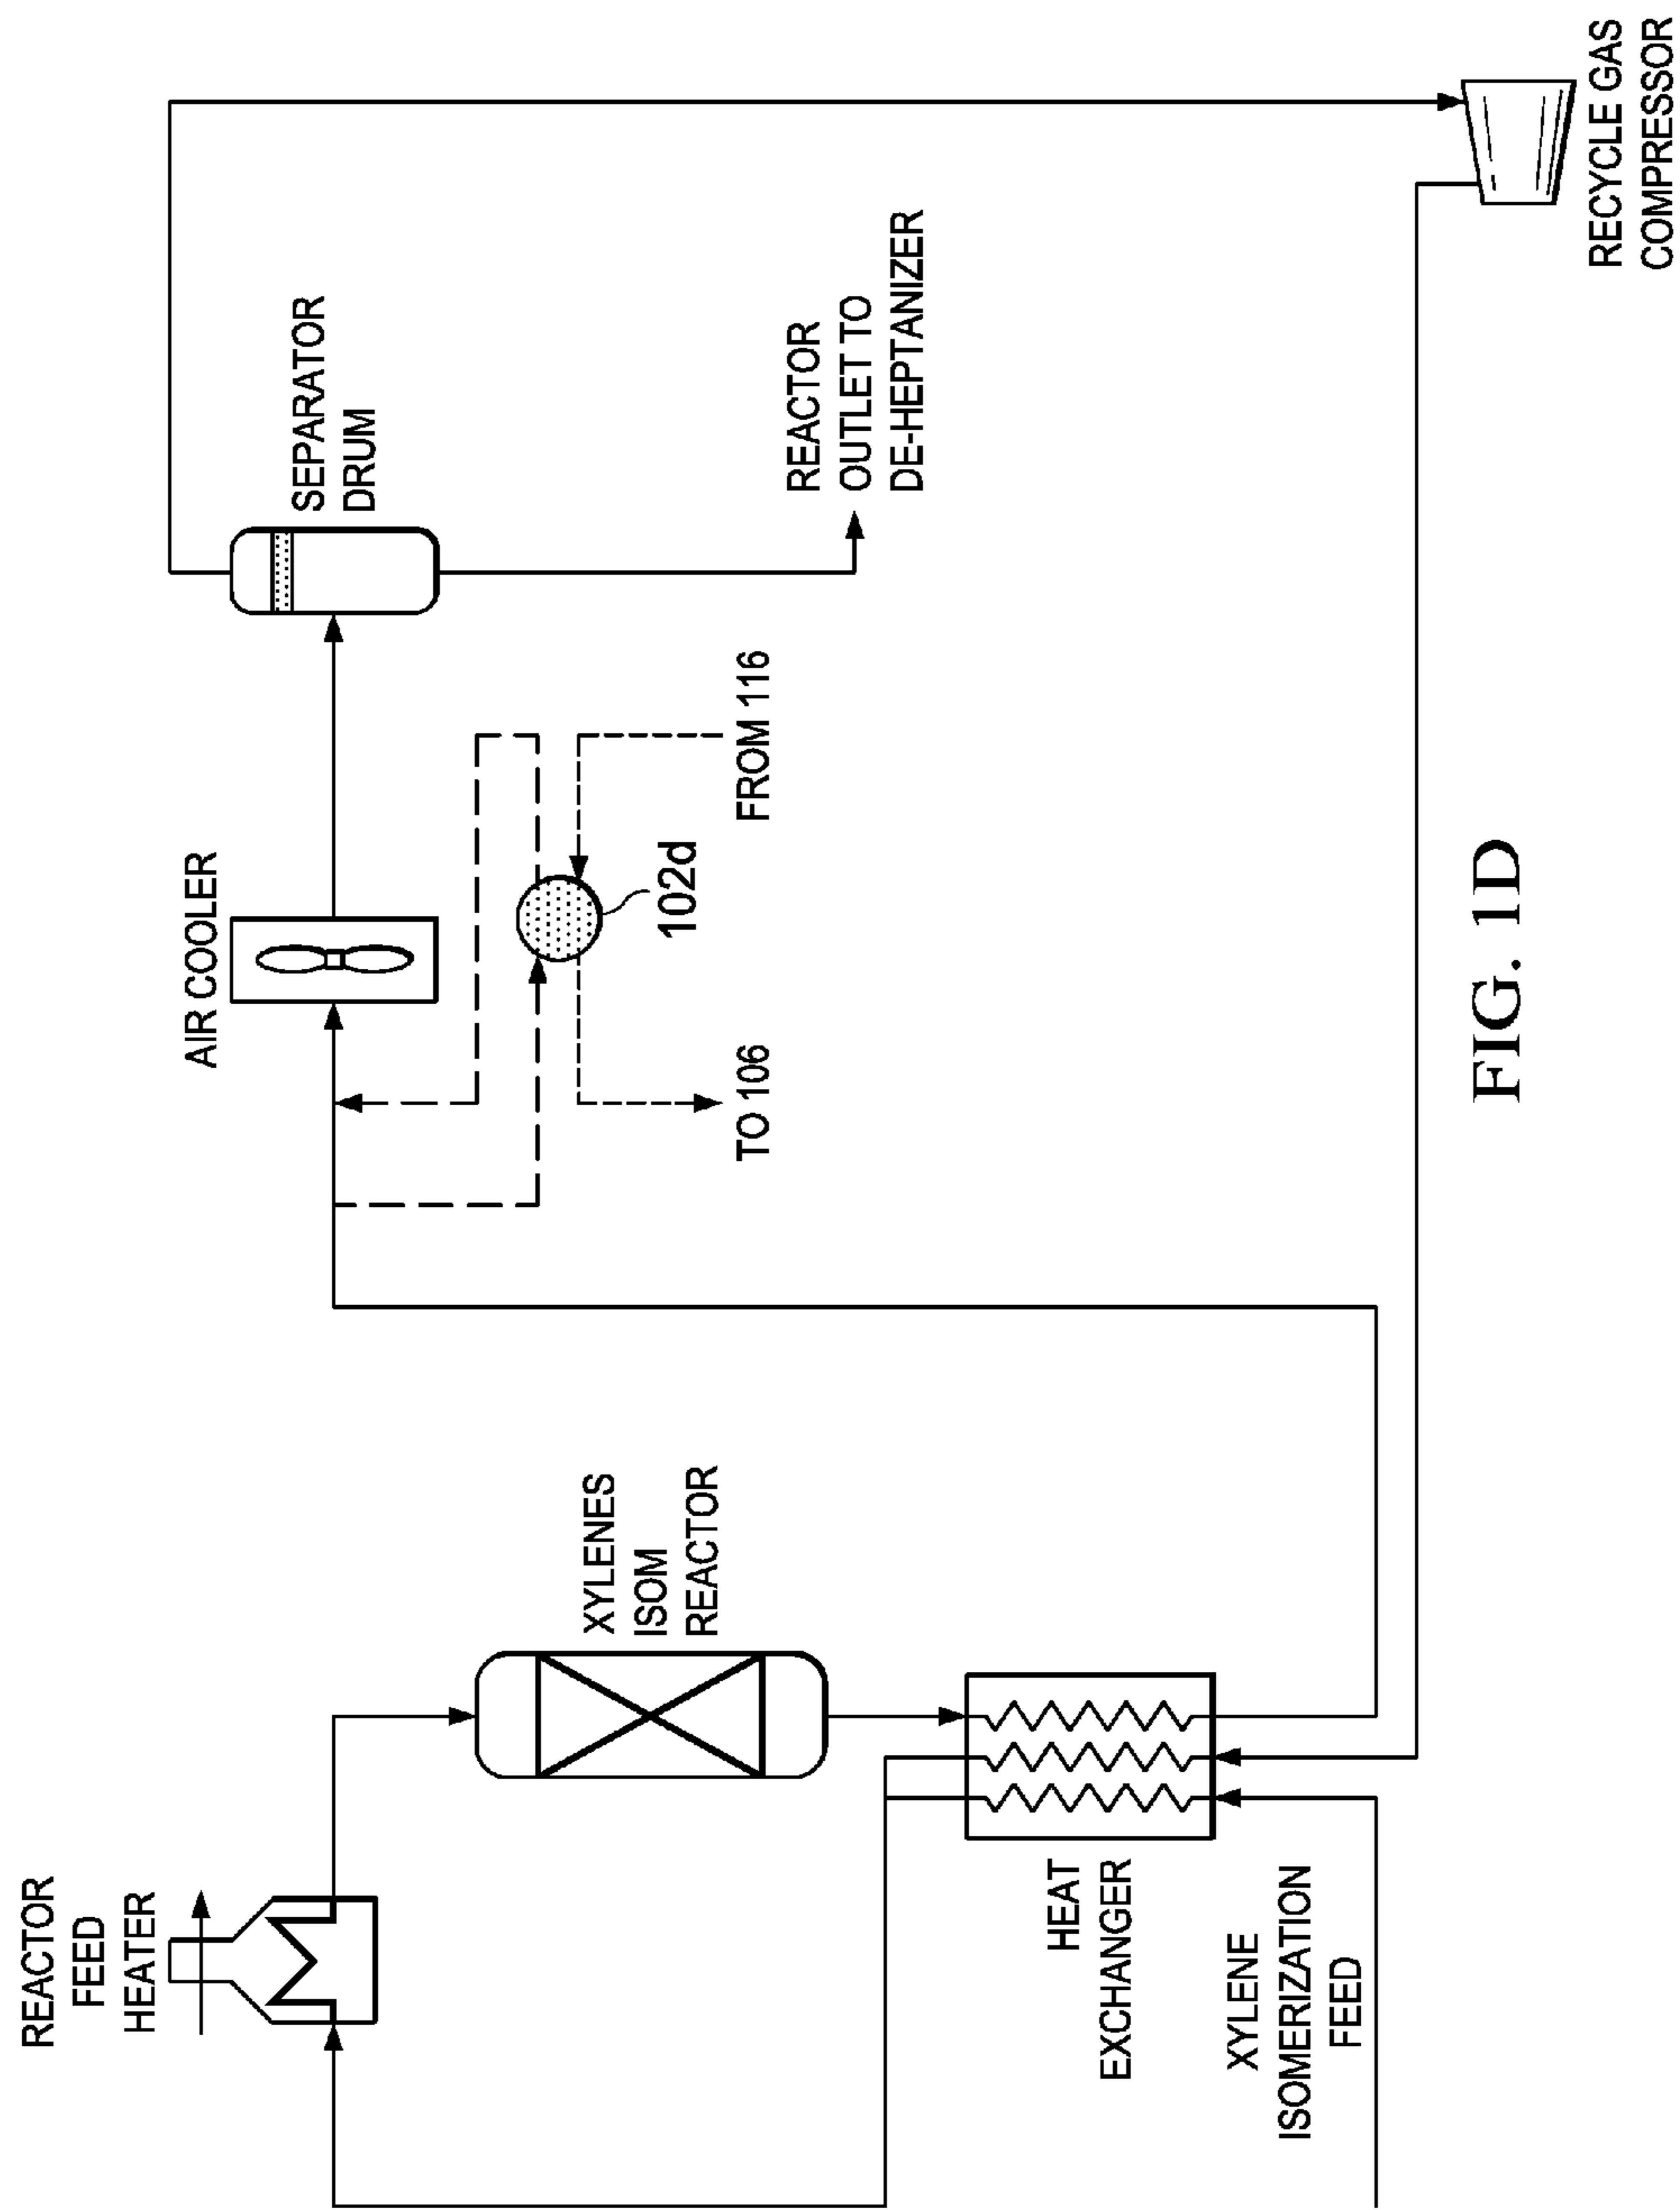 REACTOR
FEED
HEATER
XYLENES
ISOM
REACTOR
HEAT
EXCHANGER
XYLENE
ISOMERIZATION
FEED
AIR COOLER
TO 106
102d
FROM 116
SEPARATOR
DRUM
REACTOR
OUTLET TO
DE-HEPTANIZER
RECYCLE GAS
COMPRESSOR
FIG. 1D